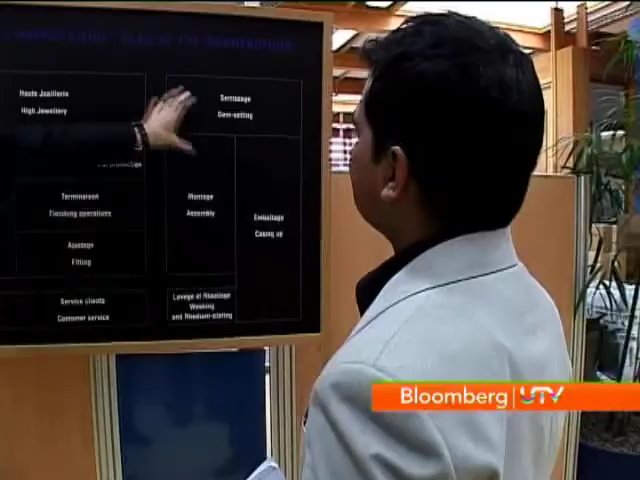 Haute Joaillerie
High Jewellery
Sertissage
Gem-setting
Terminaison
Finishing operations
Montage
Assembly
Emboîtage
Casing up
Assotage
Fitting
Service clients
Customer service
Lavage et Rhodiage
Washing
and Rhodium-plating
Bloomberg | UTV